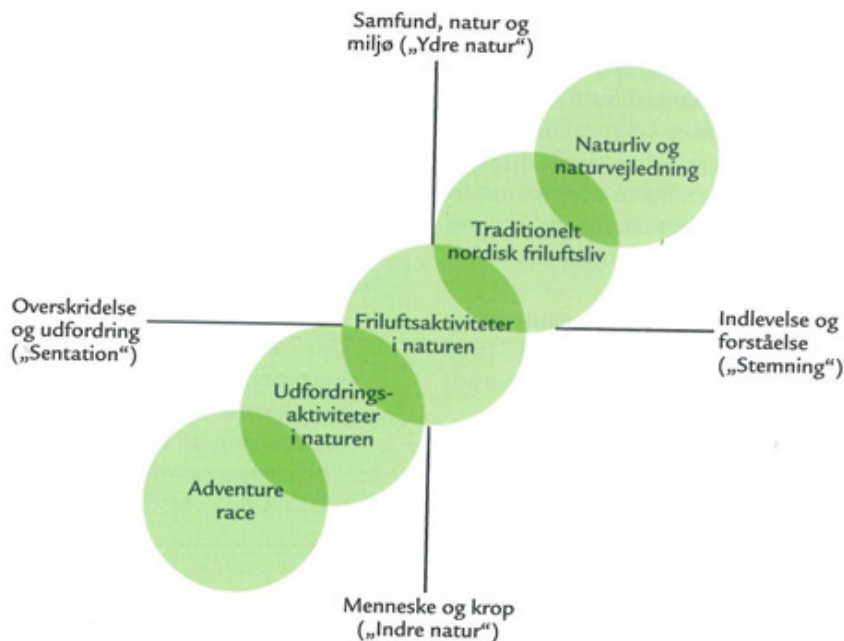 Samfund, natur og
miljø („Ydre natur“)
Naturliv og
naturvejledning
Traditionelt
nordisk friluftsliv
Overskridelse
og udfordring
(„Sentation“)
Friluftsaktiviteter
i naturen
Indlevelse og
forståelse
(„Stemning“)
Udfordrings-
aktiviteter
i naturen
Adventure
race
Menneske og krop
(„Indre natur“)